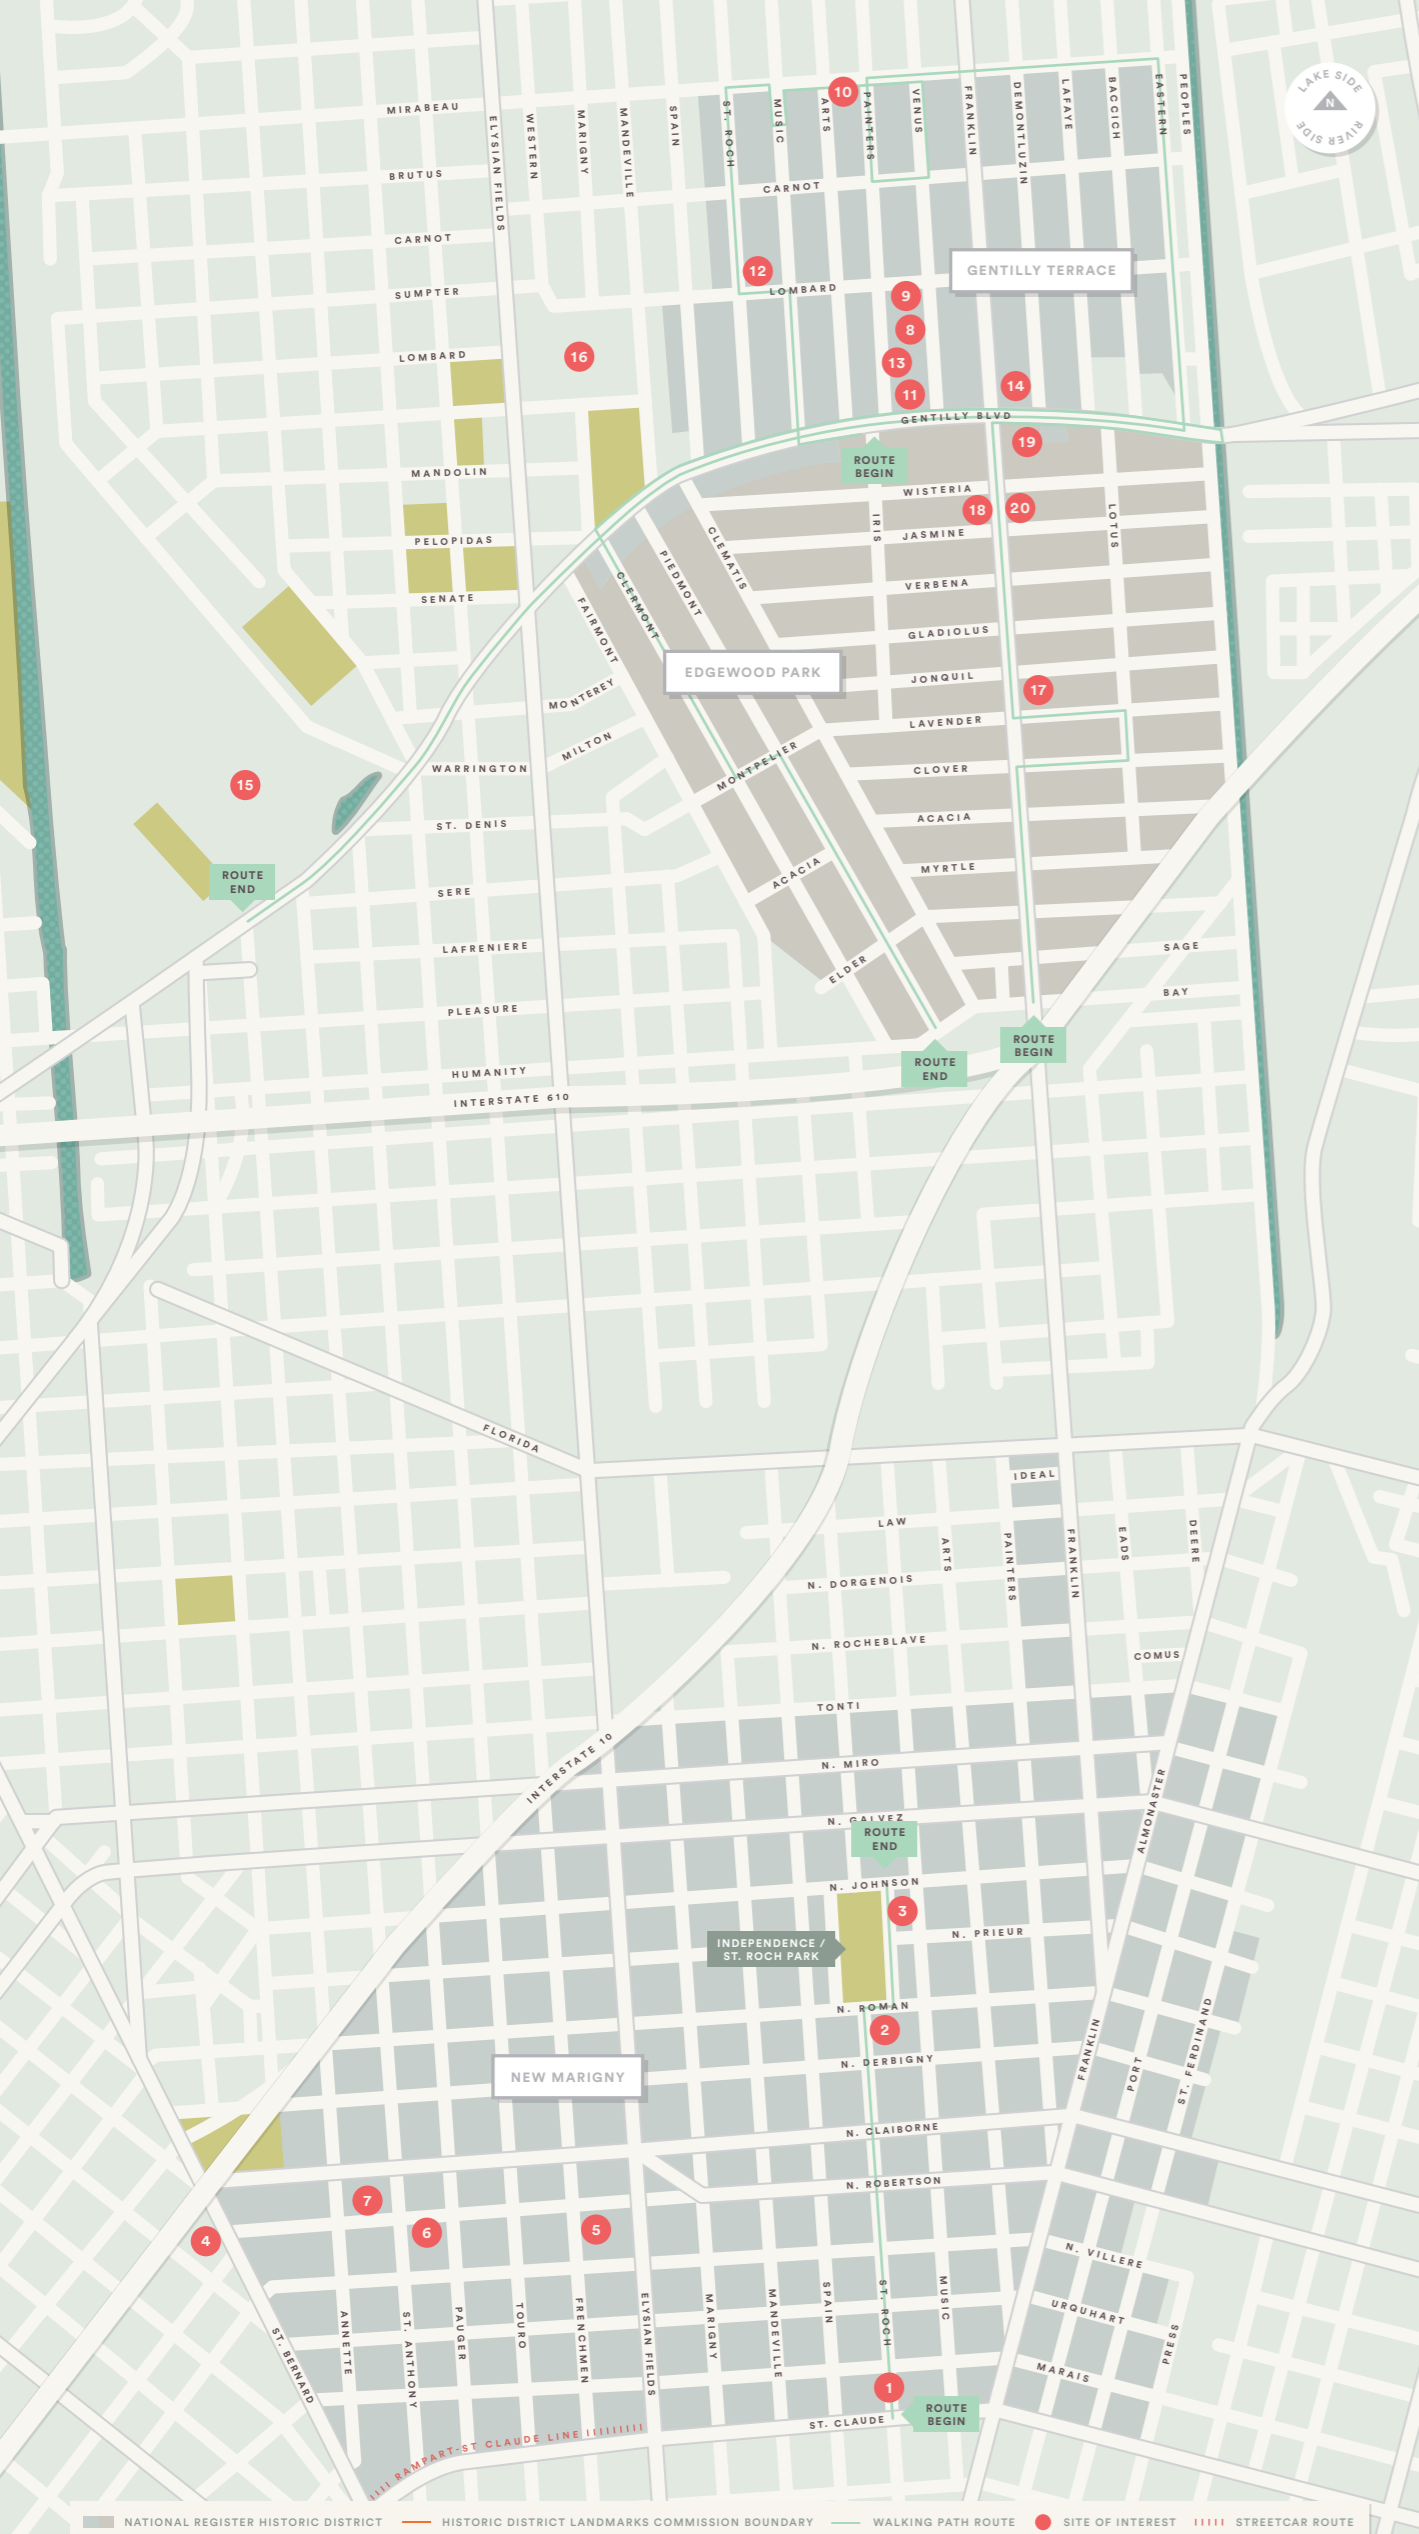 LAKE SIDE
N
RIVER SIDE
MIRABEAU
BRUTUS
CARNOT
SUMPTER
LOMBARD
MANDOLIN
PELOPIDAS
SENATE
ELYSIAN FIELDS
WESTERN
MARIGNY
MANDEVILLE
SPAIN
ST. ROCH
MUSIC
ARTS
10
PAINTERS
VENUS
FRANKLIN
DEMONTLUZIN
LAFAYE
BACCICH
EASTERN
PEOPLES
CARNOT
GENTILLY TERRACE
12
LOMBARD
9
8
13
11
14
16
GENTILLY BLVD
19
ROUTE
BEGIN
WISTERIA
18
20
IRIS
JASMINE
LOTUS
CLEMATIS
PIEDMONT
CLERMONT
FAIRMONT
VERBENA
GLADIOLUS
EDGEWOOD PARK
JONQUIL
17
MONTEREY
LAVENDER
MILTON
MONTPELIER
WARRINGTON
CLOVER
15
ST. DENIS
ACACIA
ROUTE
END
ACACIA
MYRTLE
SERE
LAFRENIERE
SAGE
ELDER
BAY
PLEASURE
ROUTE
BEGIN
ROUTE
END
HUMANITY
INTERSTATE 610
FLORIDA
IDEAL
LAW
ARTS
PAINTERS
FRANKLIN
EADS
DEERE
N. DORGENOIS
N. ROCHEBLAVE
COMUS
TONTI
INTERSTATE 10
N. MIRO
ALMONASTER
N. GALVEZ
ROUTE
END
N. JOHNSON
3
INDEPENDENCE /
ST. ROCH PARK
N. PRIEUR
N. ROMAN
2
N. DERBIGNY
FRANKLIN
PORT
ST. FERDINAND
NEW MARIGNY
N. CLAIBORNE
N. ROBERTSON
7
6
5
4
N. VILLERE
URQUHART
PRESS
MARAIS
ST. BERNARD
ANNETTE
ST. ANTHONY
PAUGER
TOURO
FRENCHMEN
ELYSIAN FIELDS
MARIGNY
MANDEVILLE
SPAIN
ST. ROCH
MUSIC
1
ROUTE
BEGIN
ST. CLAUDE
RAMPART-ST CLAUDE LINE
NATIONAL REGISTER HISTORIC DISTRICT
HISTORIC DISTRICT LANDMARKS COMMISSION BOUNDARY
WALKING PATH ROUTE
SITE OF INTEREST
STREETCAR ROUTE